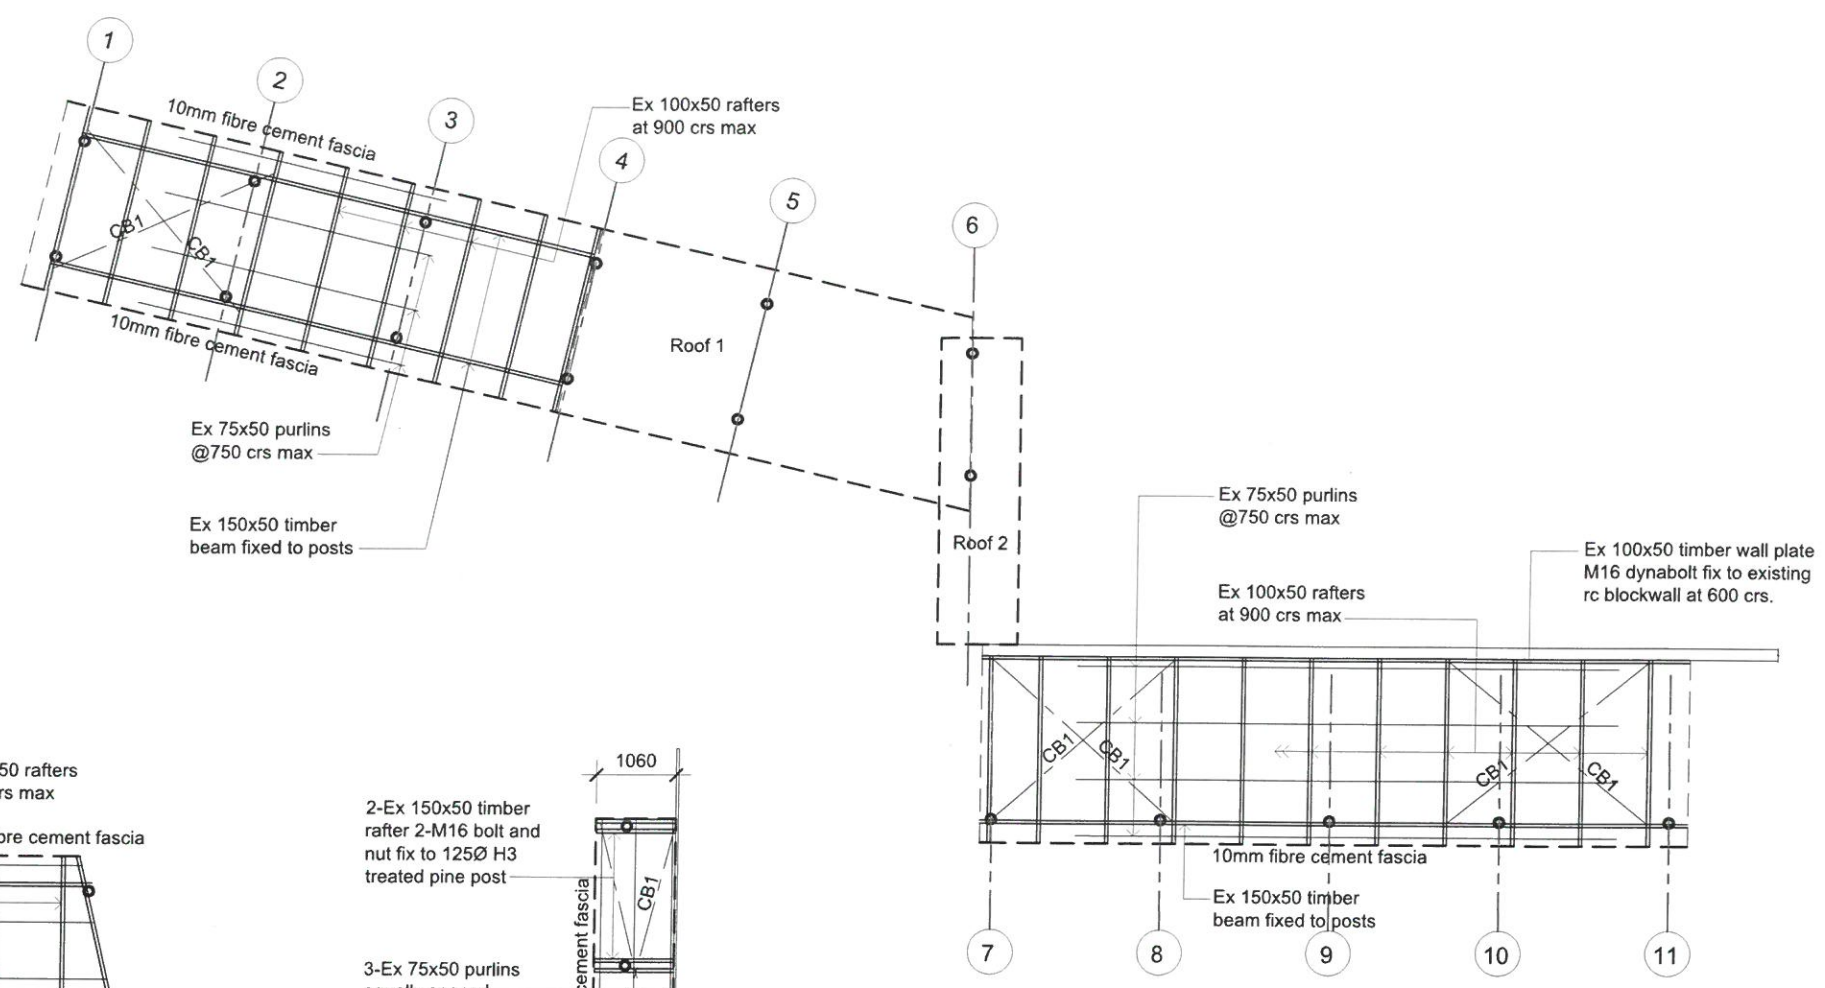 1
2
3
4
5
6
10mm fibre cement fascia
Ex 100x50 rafters
at 900 crs max
CB1
CB1
10mm fibre cement fascia
Roof 1
Ex 75x50 purlins
@750 crs max
Ex 150x50 timber
beam fixed to posts
Roof 2
Ex 75x50 purlins
@750 crs max
Ex 100x50 timber wall plate
M16 dynabolt fix to existing
rc blockwall at 600 crs.
Ex 100x50 rafters
at 900 crs max
CB1
CB1
CB1
CB1
10mm fibre cement fascia
Ex 150x50 timber
beam fixed to posts
7
8
9
10
11
50 rafters
rs max
bre cement fascia
1060
2-Ex 150x50 timber
rafter 2-M16 bolt and
nut fix to 125Ø H3
treated pine post
CB1
cement fascia
3-Ex 75x50 purlins